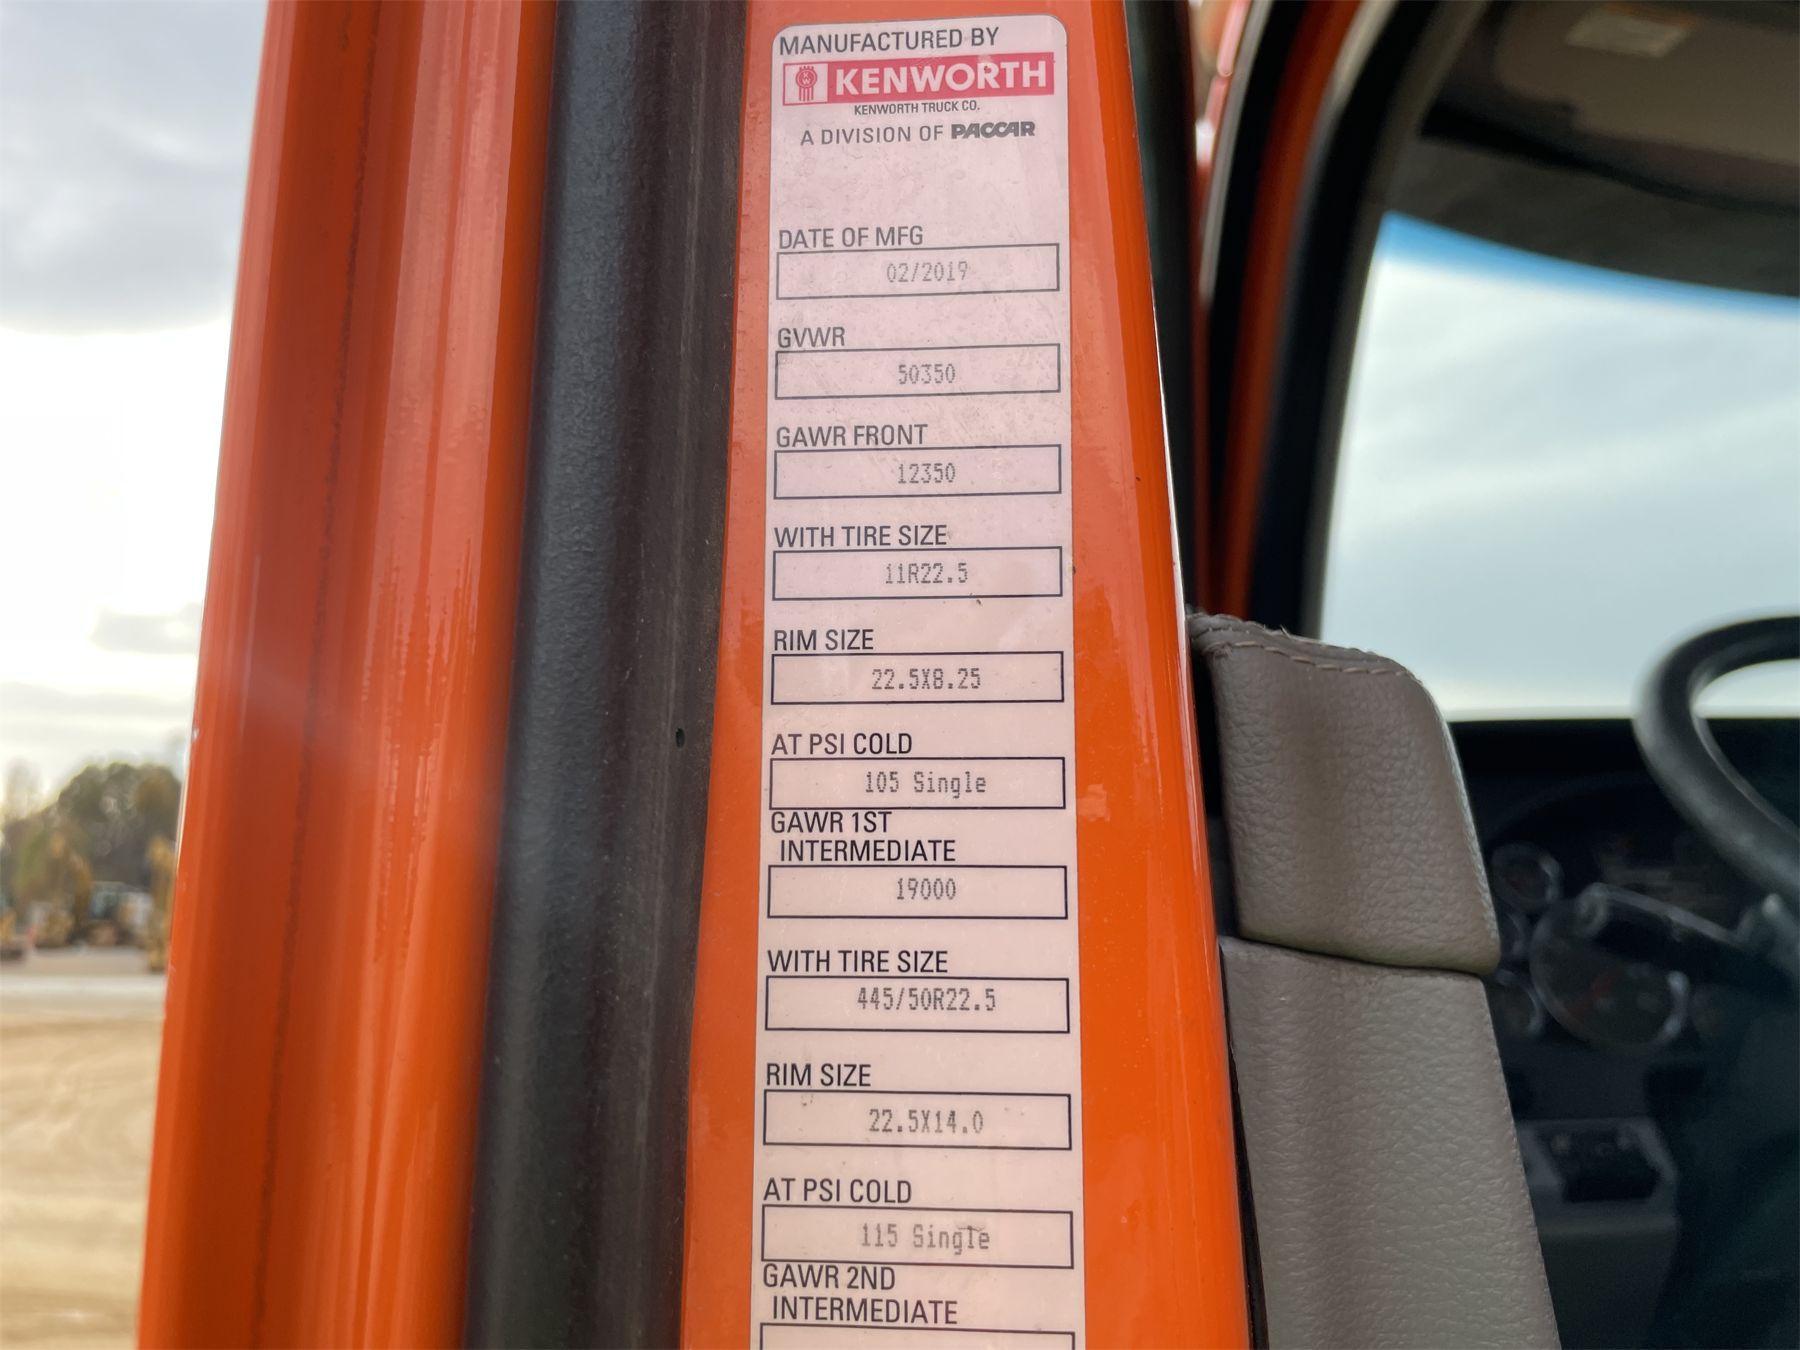 MANUFACTURED BY
KENWORTH
KENWORTH TRUCK CO.
A DIVISION OF PACCAR
DATE OF MFG
02/2019
GVWR
50350
GAWR FRONT
12350
WITH TIRE SIZE
11R22.5
RIM SIZE
22.5X8.25
AT PSI COLD
105 Single
GAWR 1ST
INTERMEDIATE
19000
WITH TIRE SIZE
445/50R22.5
RIM SIZE
22.5X14.0
AT PSI COLD
115 Single
GAWR 2ND
INTERMEDIATE